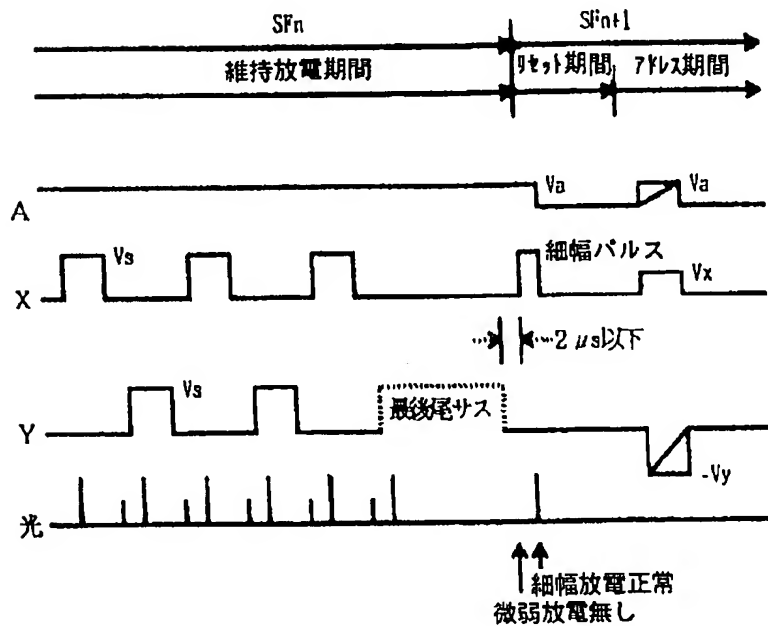 SFn SFn+1
維持放電期間 リセット期間 アドレス期間
A Va Va
X Vs 細幅パルス Vx
2 μs以下
Y Vs 最後尾サス -Vy
光
細幅放電正常
微弱放電無し